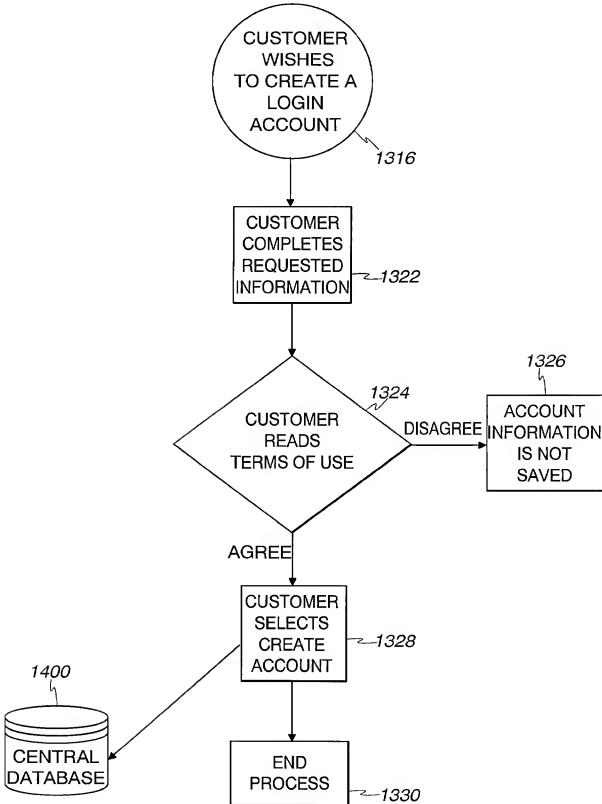 CUSTOMER
WISHES
TO CREATE A
LOGIN
ACCOUNT
1316
CUSTOMER
COMPLETES
REQUESTED
INFORMATION
1322
1324
CUSTOMER
READS
TERMS OF USE
DISAGREE
1326
ACCOUNT
INFORMATION
IS NOT
SAVED
AGREE
CUSTOMER
SELECTS
CREATE
ACCOUNT
1328
1400
CENTRAL
DATABASE
END
PROCESS
1330